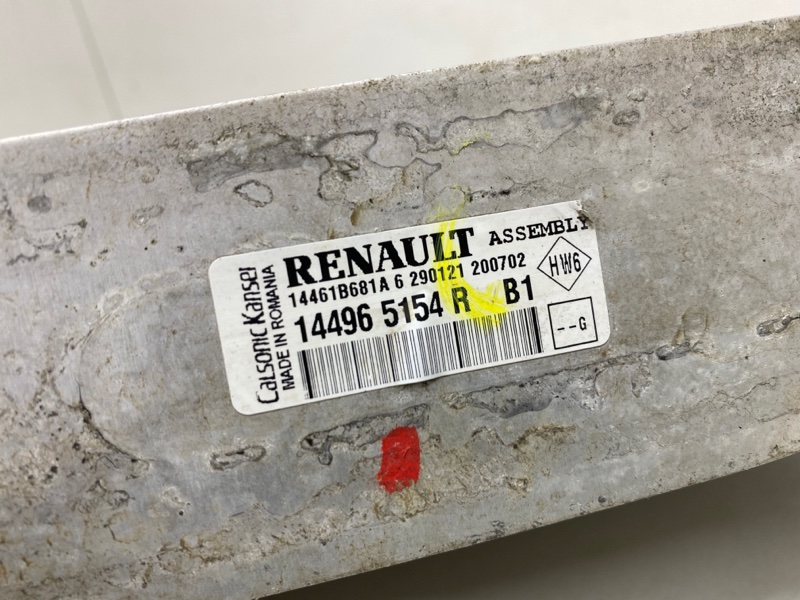 RENAULT ASSEMBLY
14461B681A 6 290121 200702
14496 5154 R B1
HW6
--G
Calsonic Kansei
MADE IN ROMANIA